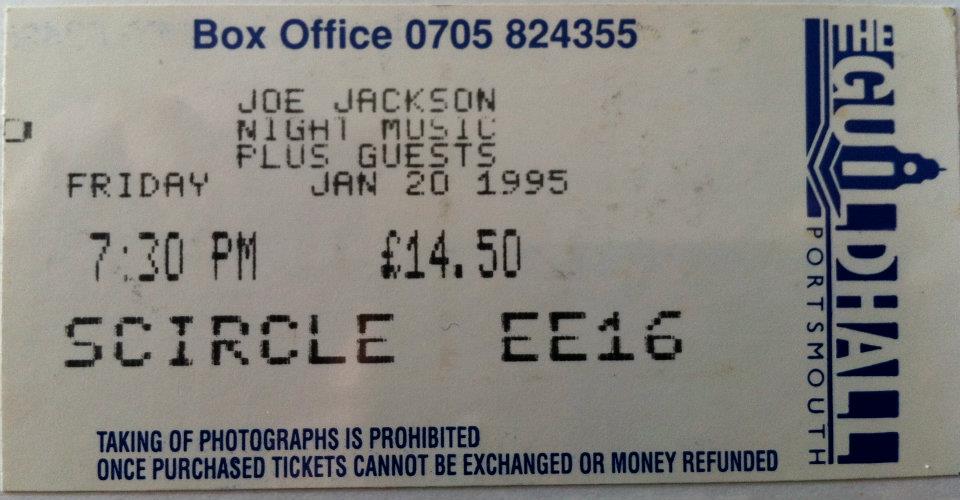 Box Office 0705 824355
JOE JACKSON
NIGHT MUSIC
PLUS GUESTS
FRIDAY JAN 20 1995
7:30 PM £14.50
SCIRCLE EE16
TAKING OF PHOTOGRAPHS IS PROHIBITED
ONCE PURCHASED TICKETS CANNOT BE EXCHANGED OR MONEY REFUNDED
THE GUILDHALL
PORTSMOUTH